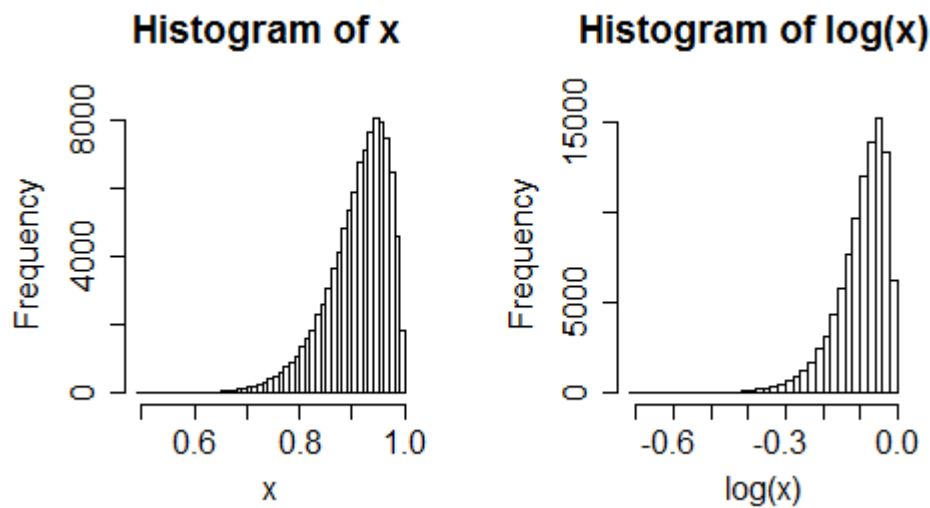 Histogram of x
Frequency
8000
4000
0
0.6 0.8 1.0
x
Histogram of log(x)
Frequency
15000
5000
0
-0.6 -0.3 0.0
log(x)